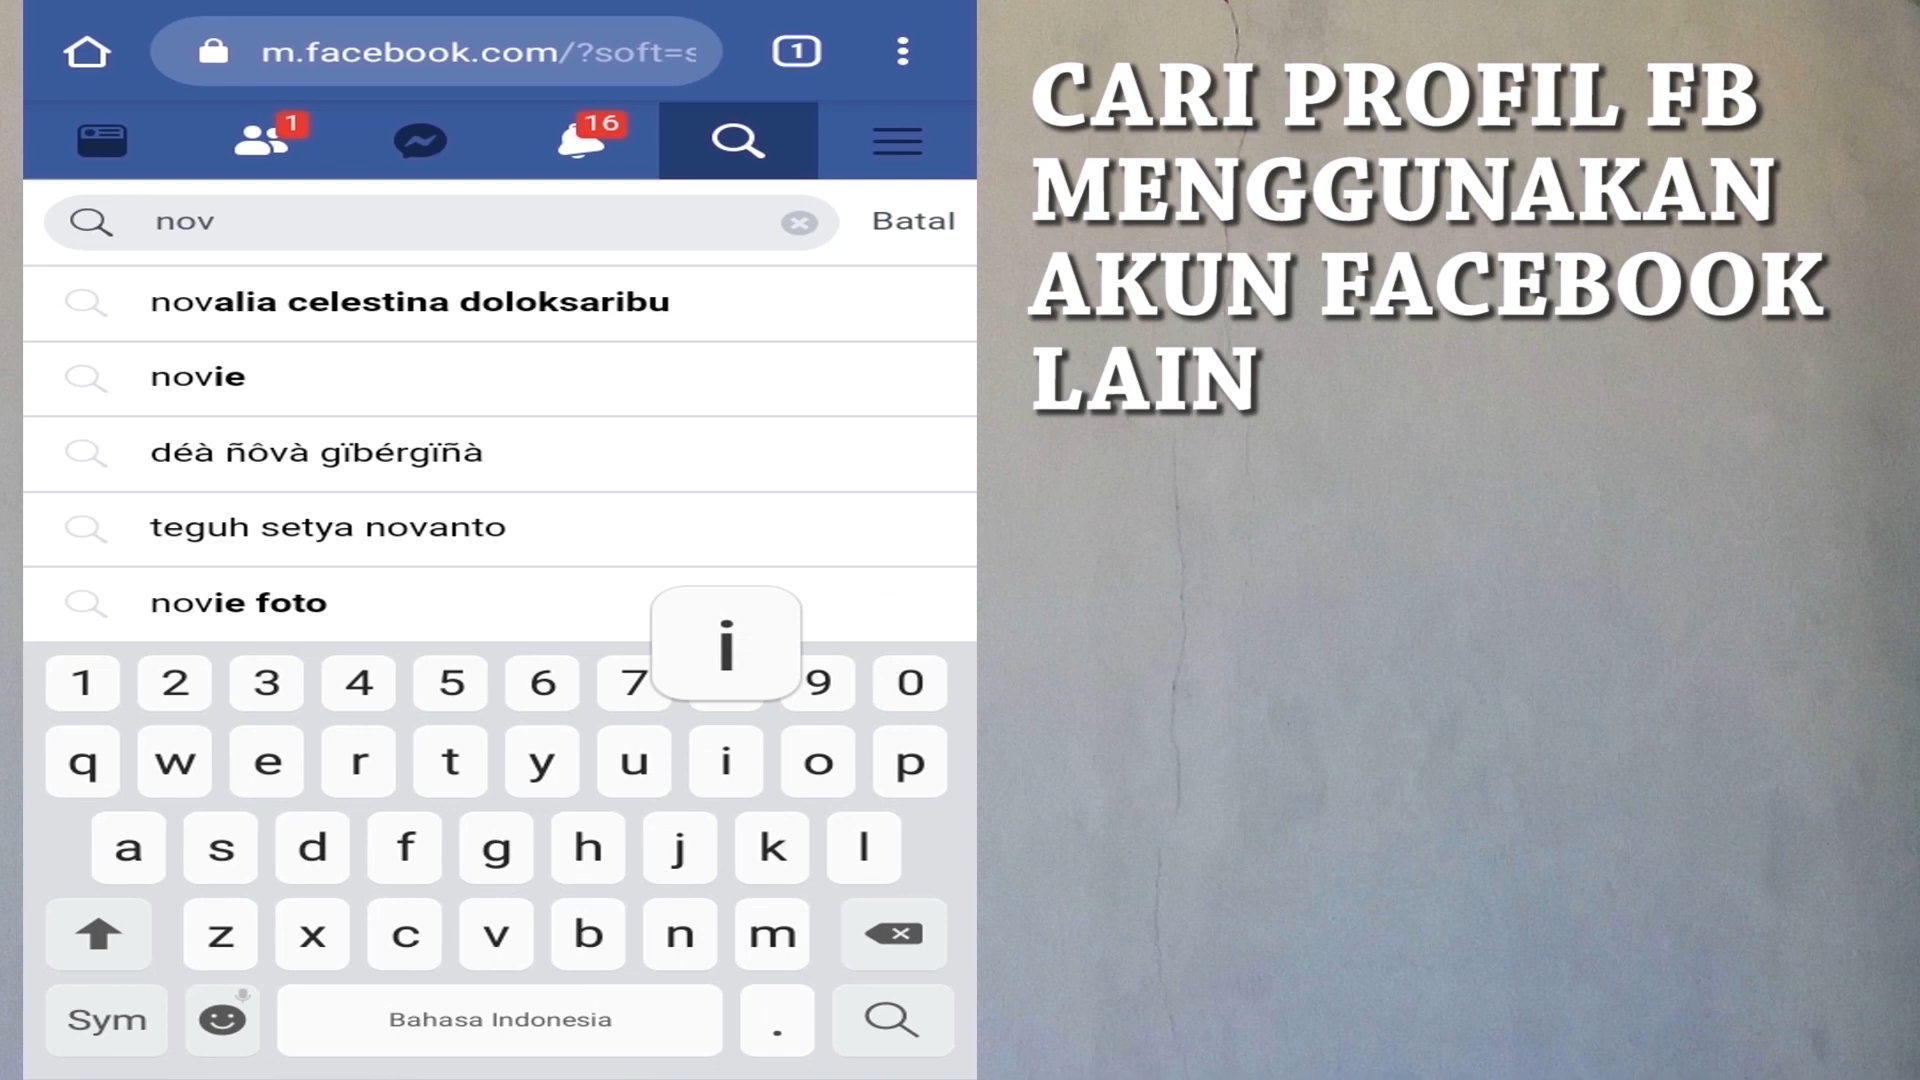 m.facebook.com/?soft=s
1
1
16
nov
Batal
novalia celestina doloksaribu
novie
déà ñôvà gïbérgïñà
teguh setya novanto
novie foto
i
1 2 3 4 5 6 7 9 0
q w e r t y u i o p
a s d f g h j k l
z x c v b n m
Sym
Bahasa Indonesia
.
CARI PROFIL FB
MENGGUNAKAN
AKUN FACEBOOK
LAIN